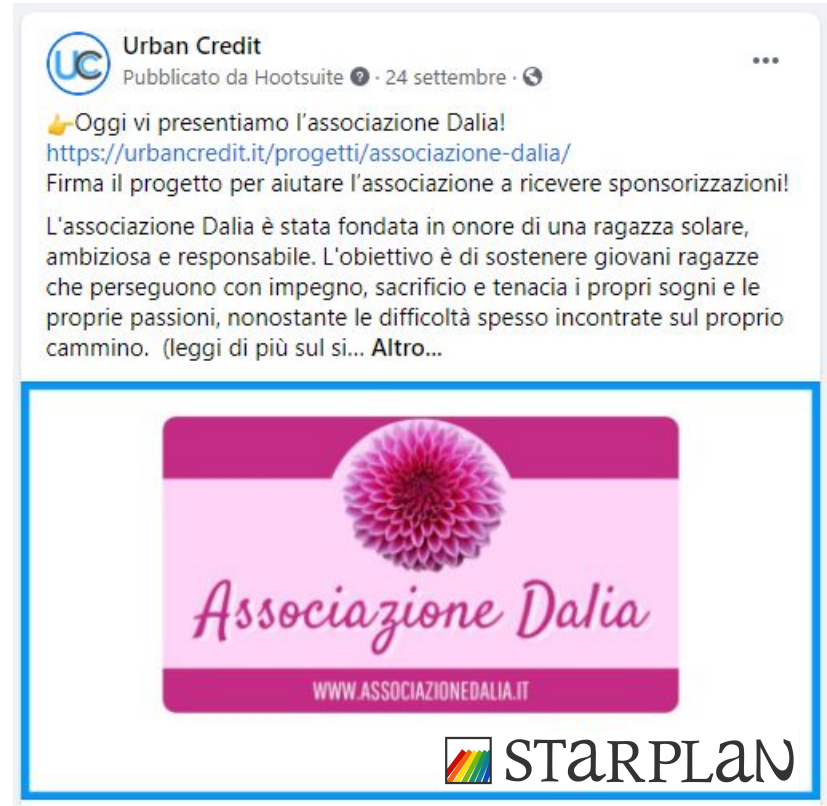 UC
Urban Credit
Pubblicato da Hootsuite ? · 24 settembre ·
👉Oggi vi presentiamo l'associazione Dalia!
https://urbancredit.it/progetti/associazione-dalia/
Firma il progetto per aiutare l'associazione a ricevere sponsorizzazioni!
L'associazione Dalia è stata fondata in onore di una ragazza solare,
ambiziosa e responsabile. L'obiettivo è di sostenere giovani ragazze
che perseguono con impegno, sacrificio e tenacia i propri sogni e le
proprie passioni, nonostante le difficoltà spesso incontrate sul proprio
cammino. (leggi di più sul si... Altro...
Associazione Dalia
WWW.ASSOCIAZIONEDALIA.IT
STaRPLaN